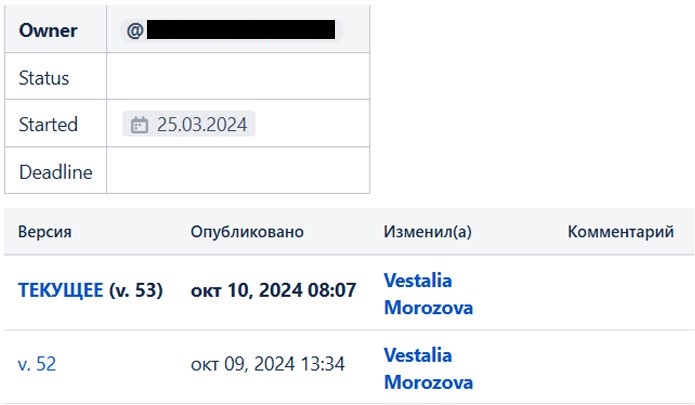 Owner @
Status
Started 25.03.2024
Deadline
Версия Опубликовано Изменил(а) Комментарий
ТЕКУЩЕЕ (v. 53) окт 10, 2024 08:07 Vestalia
Morozova
v. 52 окт 09, 2024 13:34 Vestalia
Morozova